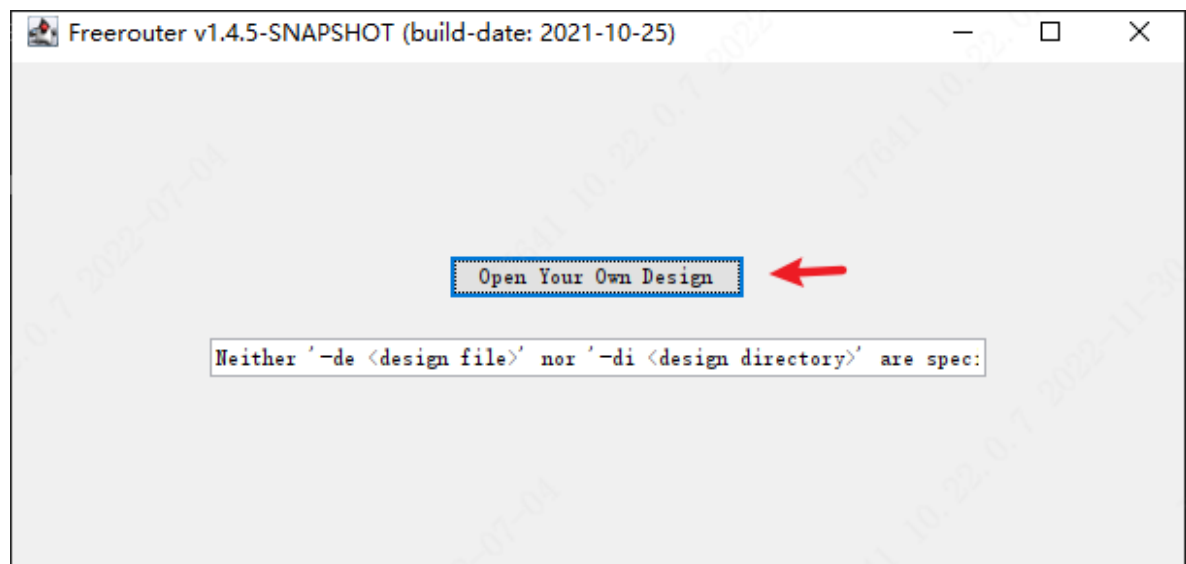 Freerouter v1.4.5-SNAPSHOT (build-date: 2021-10-25)
Open Your Own Design
Neither '-de <design file>' nor '-di <design directory>' are spec: